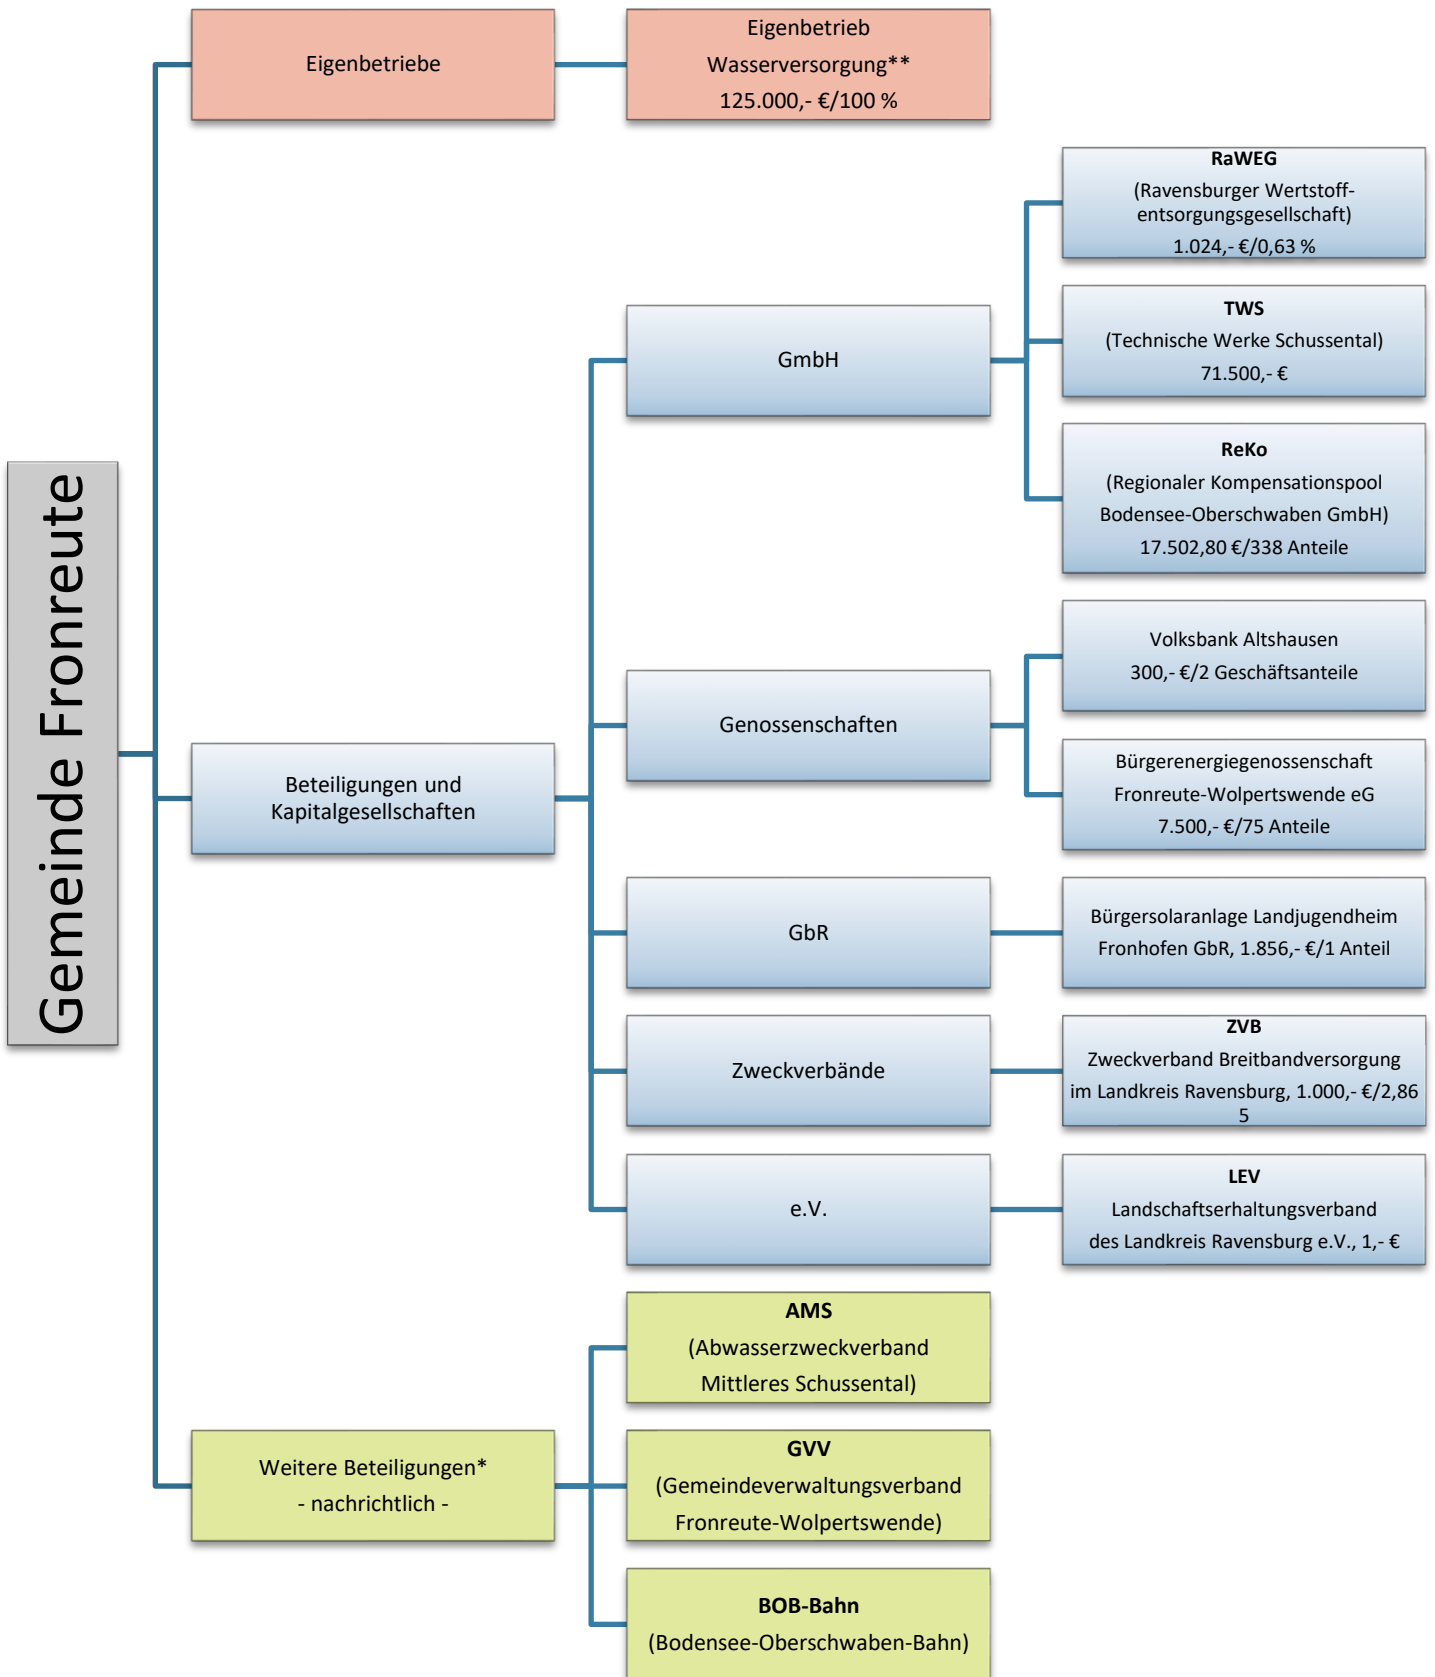 Gemeinde Fronreute
Eigenbetriebe
Eigenbetrieb
Wasserversorgung**
125.000,- €/100 %
Beteiligungen und
Kapitalgesellschaften
GmbH
RaWEG
(Ravensburger Wertstoff-
entsorgungsgesellschaft)
1.024,- €/0,63 %
TWS
(Technische Werke Schussental)
71.500,- €
ReKo
(Regionaler Kompensationspool
Bodensee-Oberschwaben GmbH)
17.502,80 €/338 Anteile
Genossenschaften
Volksbank Altshausen
300,- €/2 Geschäftsanteile
Bürgerenergiegenossenschaft
Fronreute-Wolpertswende eG
7.500,- €/75 Anteile
GbR
Bürgersolaranlage Landjugendheim
Fronhofen GbR, 1.856,- €/1 Anteil
Zweckverbände
ZVB
Zweckverband Breitbandversorgung
im Landkreis Ravensburg, 1.000,- €/2,86
5
e.V.
LEV
Landschaftserhaltungsverband
des Landkreis Ravensburg e.V., 1,- €
Weitere Beteiligungen*
- nachrichtlich -
AMS
(Abwasserzweckverband
Mittleres Schussental)
GVV
(Gemeindeverwaltungsverband
Fronreute-Wolpertswende)
BOB-Bahn
(Bodensee-Oberschwaben-Bahn)